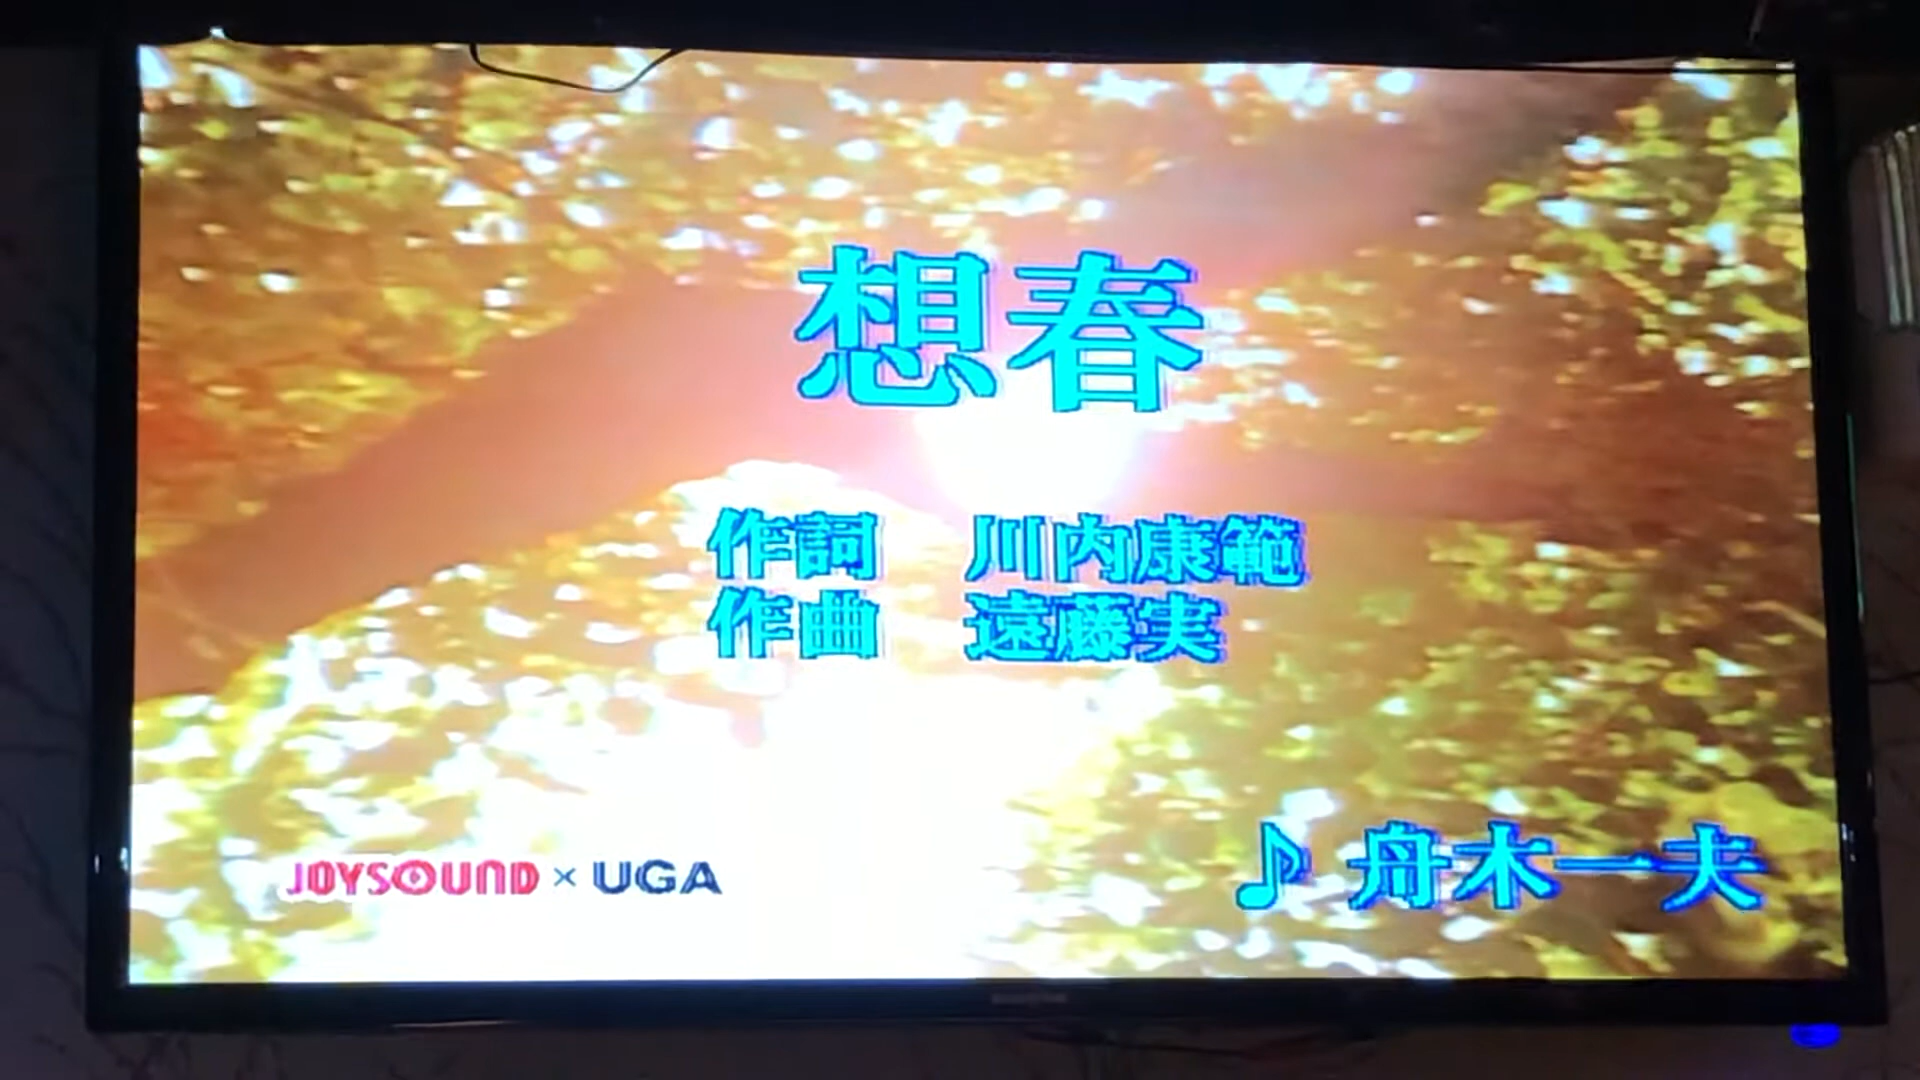 想春
作詞 川内康範
作曲 遠藤実
♪ 舟木一夫
JOYSOUND × UGA